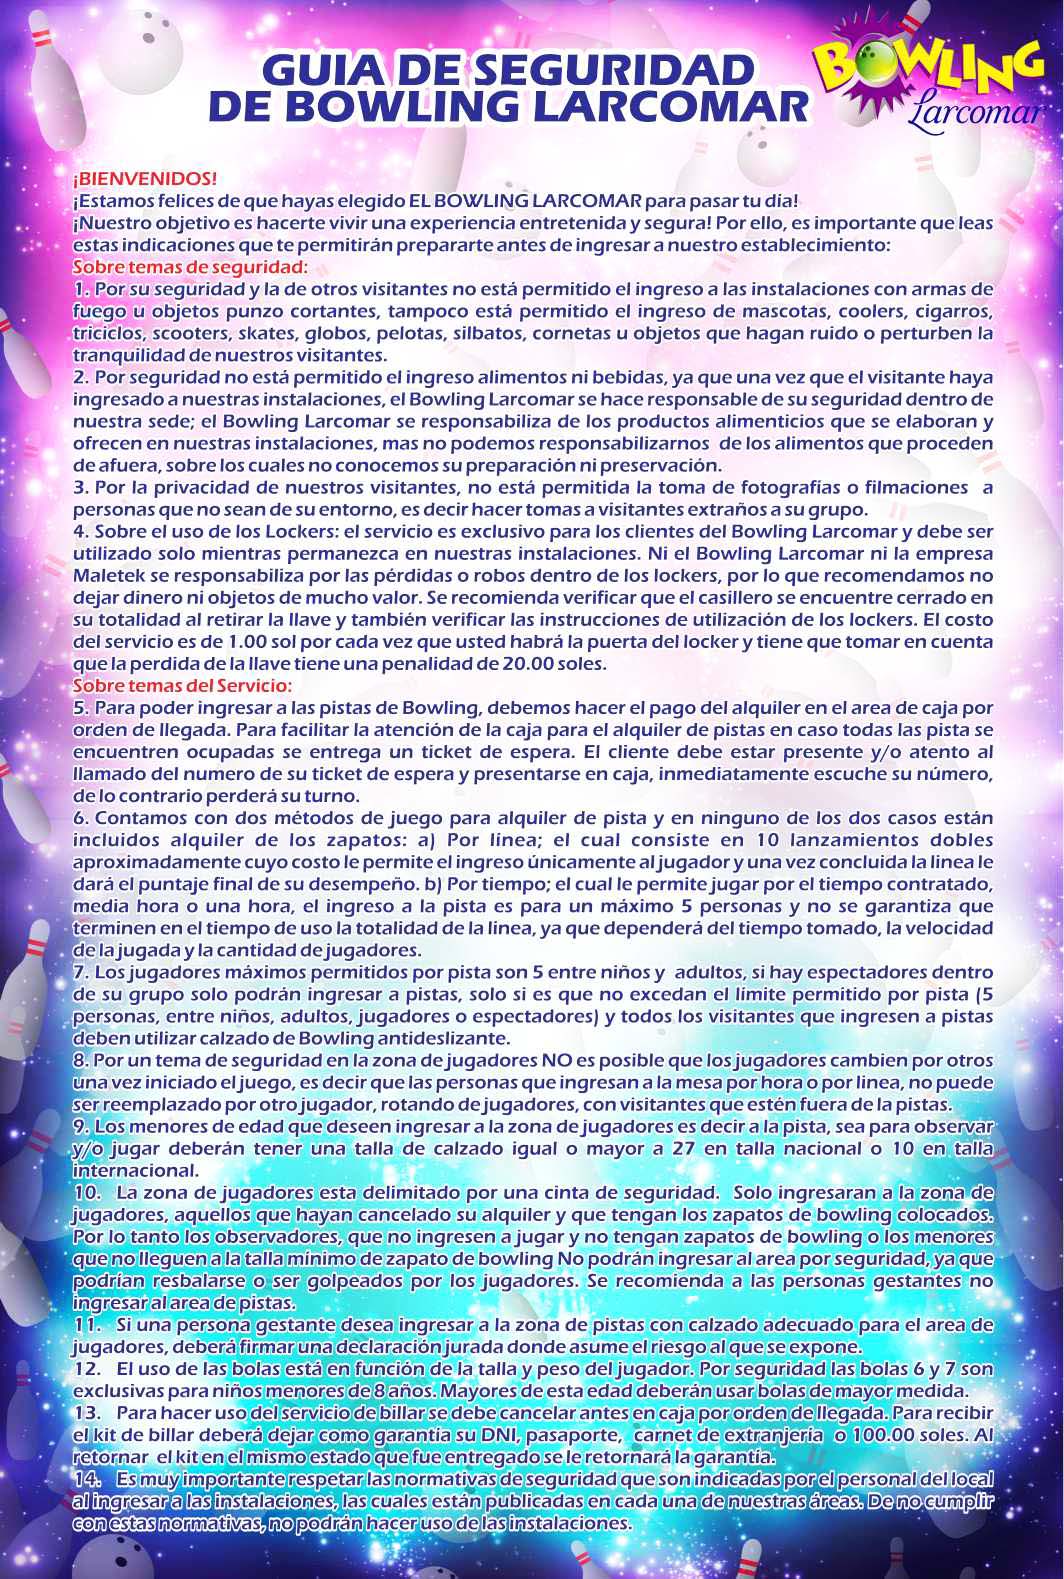 GUIA DE SEGURIDAD
DE BOWLING LARCOMAR
BOWLING
Larcomar
¡BIENVENIDOS!
¡Estamos felices de que hayas elegido EL BOWLING LARCOMAR para pasar tu día!
¡Nuestro objetivo es hacerte vivir una experiencia entretenida y segura! Por ello, es importante que leas
estas indicaciones que te permitirán prepararte antes de ingresar a nuestro establecimiento:
Sobre temas de seguridad:
1. Por su seguridad y la de otros visitantes no está permitido el ingreso a las instalaciones con armas de
fuego u objetos punzo cortantes, tampoco está permitido el ingreso de mascotas, coolers, cigarros,
triciclos, scooters, skates, globos, pelotas, silbatos, cornetas u objetos que hagan ruido o perturben la
tranquilidad de nuestros visitantes.
2. Por seguridad no está permitido el ingreso alimentos ni bebidas, ya que una vez que el visitante haya
ingresado a nuestras instalaciones, el Bowling Larcomar se hace responsable de su seguridad dentro de
nuestra sede; el Bowling Larcomar se responsabiliza de los productos alimenticios que se elaboran y
ofrecen en nuestras instalaciones, mas no podemos responsabilizarnos de los alimentos que proceden
de afuera, sobre los cuales no conocemos su preparación ni preservación.
3. Por la privacidad de nuestros visitantes, no está permitida la toma de fotografías o filmaciones a
personas que no sean de su entorno, es decir hacer tomas a visitantes extraños a su grupo.
4. Sobre el uso de los Lockers: el servicio es exclusivo para los clientes del Bowling Larcomar y debe ser
utilizado solo mientras permanezca en nuestras instalaciones. Ni el Bowling Larcomar ni la empresa
Maletek se responsabiliza por las pérdidas o robos dentro de los lockers, por lo que recomendamos no
dejar dinero ni objetos de mucho valor. Se recomienda verificar que el casillero se encuentre cerrado en
su totalidad al retirar la llave y también verificar las instrucciones de utilización de los lockers. El costo
del servicio es de 1.00 sol por cada vez que usted habrá la puerta del locker y tiene que tomar en cuenta
que la perdida de la llave tiene una penalidad de 20.00 soles.
Sobre temas del Servicio:
5. Para poder ingresar a las pistas de Bowling, debemos hacer el pago del alquiler en el area de caja por
orden de llegada. Para facilitar la atención de la caja para el alquiler de pistas en caso todas las pista se
encuentren ocupadas se entrega un ticket de espera. El cliente debe estar presente y/o atento al
llamado del numero de su ticket de espera y presentarse en caja, inmediatamente escuche su número,
de lo contrario perderá su turno.
6. Contamos con dos métodos de juego para alquiler de pista y en ninguno de los dos casos están
incluidos alquiler de los zapatos: a) Por linea; el cual consiste en 10 lanzamientos dobles
aproximadamente cuyo costo le permite el ingreso únicamente al jugador y una vez concluida la linea le
dará el puntaje final de su desempeño. b) Por tiempo; el cual le permite jugar por el tiempo contratado,
media hora o una hora, el ingreso a la pista es para un máximo 5 personas y no se garantiza que
terminen en el tiempo de uso la totalidad de la línea, ya que dependerá del tiempo tomado, la velocidad
de la jugada y la cantidad de jugadores.
7. Los jugadores máximos permitidos por pista son 5 entre niños y adultos, si hay espectadores dentro
de su grupo solo podrán ingresar a pistas, solo si es que no excedan el límite permitido por pista (5
personas, entre niños, adultos, jugadores o espectadores) y todos los visitantes que ingresen a pistas
deben utilizar calzado de Bowling antideslizante.
8. Por un tema de seguridad en la zona de jugadores NO es posible que los jugadores cambien por otros
una vez iniciado el juego, es decir que las personas que ingresan a la mesa por hora o por linea, no puede
ser reemplazado por otro jugador, rotando de jugadores, con visitantes que estén fuera de la pistas.
9. Los menores de edad que deseen ingresar a la zona de jugadores es decir a la pista, sea para observar
y/o jugar deberán tener una talla de calzado igual o mayor a 27 en talla nacional o 10 en talla
internacional.
10. La zona de jugadores esta delimitado por una cinta de seguridad. Solo ingresaran a la zona de
jugadores, aquellos que hayan cancelado su alquiler y que tengan los zapatos de bowling colocados.
Por lo tanto los observadores, que no ingresen a jugar y no tengan zapatos de bowling o los menores
que no lleguen a la talla mínimo de zapato de bowling No podrán ingresar al area por seguridad, ya que
podrían resbalarse o ser golpeados por los jugadores. Se recomienda a las personas gestantes no
ingresar al area de pistas.
11. Si una persona gestante desea ingresar a la zona de pistas con calzado adecuado para el area de
jugadores, deberá firmar una declaración jurada donde asume el riesgo al que se expone.
12. El uso de las bolas está en función de la talla y peso del jugador. Por seguridad las bolas 6 y 7 son
exclusivas para niños menores de 8 años. Mayores de esta edad deberán usar bolas de mayor medida.
13. Para hacer uso del servicio de billar se debe cancelar antes en caja por orden de llegada. Para recibir
el kit de billar deberá dejar como garantía su DNI, pasaporte, carnet de extranjería o 100.00 soles. Al
retornar el kit en el mismo estado que fue entregado se le retornará la garantía.
14. Es muy importante respetar las normativas de seguridad que son indicadas por el personal del local
al ingresar a las instalaciones, las cuales están publicadas en cada una de nuestras áreas. De no cumplir
con estas normativas, no podrán hacer uso de las instalaciones.